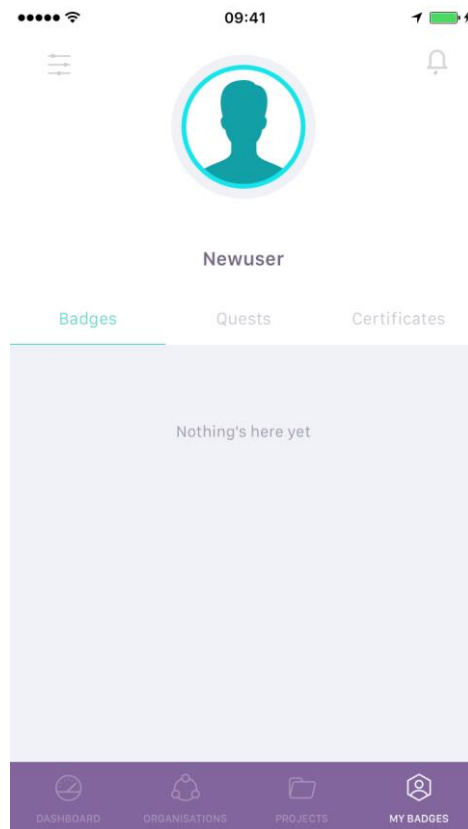 09:41
Newuser
Badges Quests Certificates
Nothing's here yet
DASHBOARD ORGANISATIONS PROJECTS MY BADGES